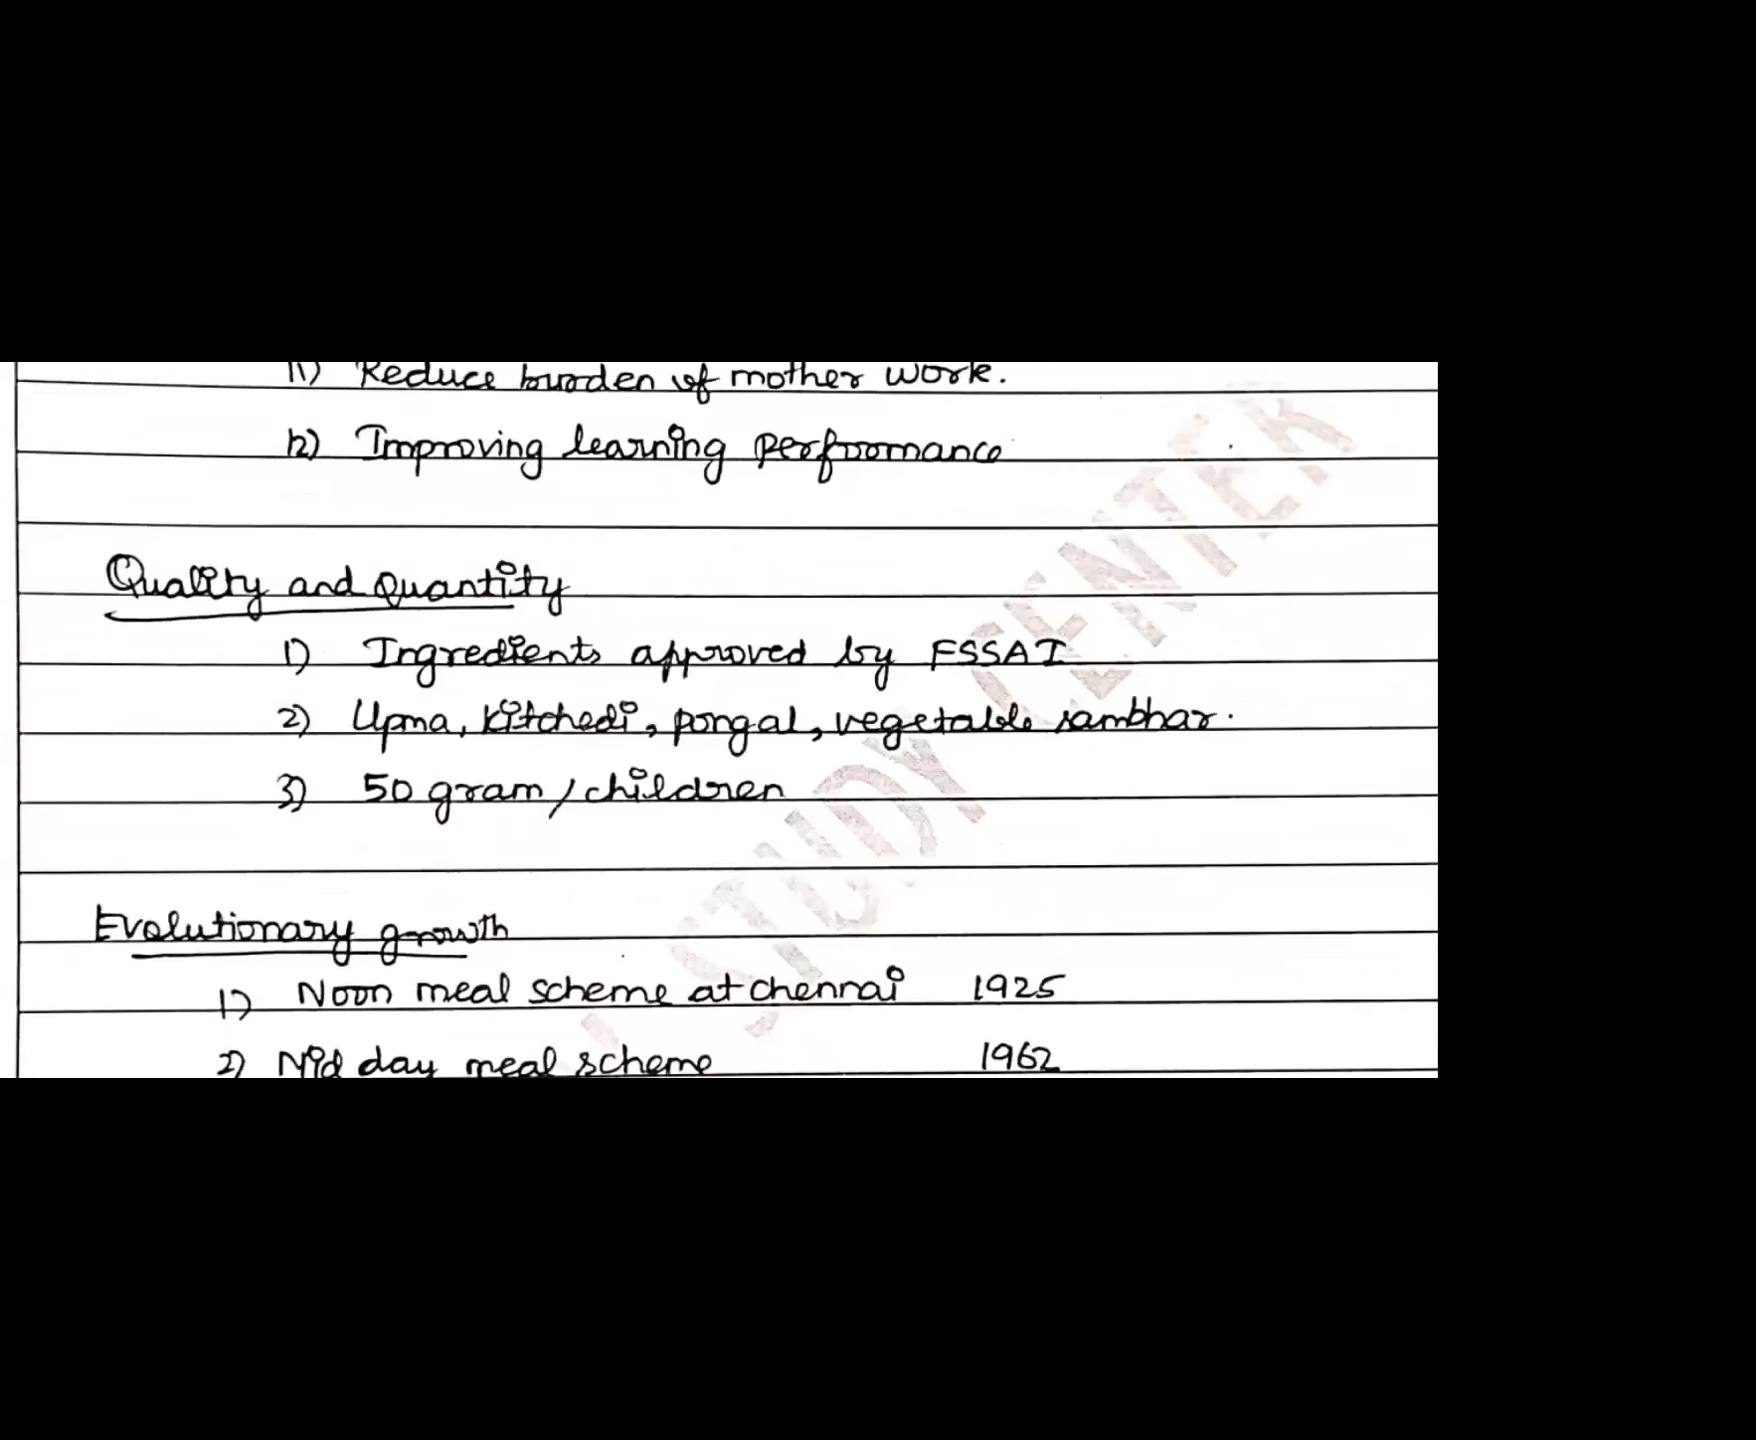 11) Reduce burden of mother work.
12) Improving learning performance
Quality and Quantity
1) Ingredients approved by FSSAI
2) Upma, kitchedi, pongal, vegetable sambhar.
3) 50 gram / children
Evolutionary growth
1) Noon meal scheme at chennai 1925
2) Mid day meal scheme 1962
STUDY CENTER